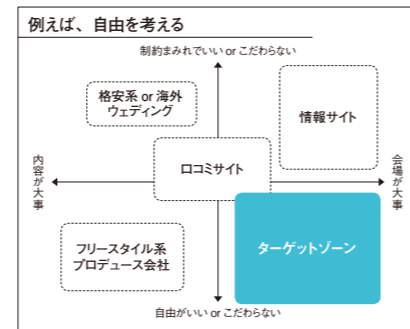 例えば、自由を考える
制約まみれでいい or こだわらない
格安系 or 海外
ウェディング
情報サイト
口コミサイト
内容が大事
会場が大事
フリースタイル系
プロデュース会社
ターゲットゾーン
自由がいい or こだわらない